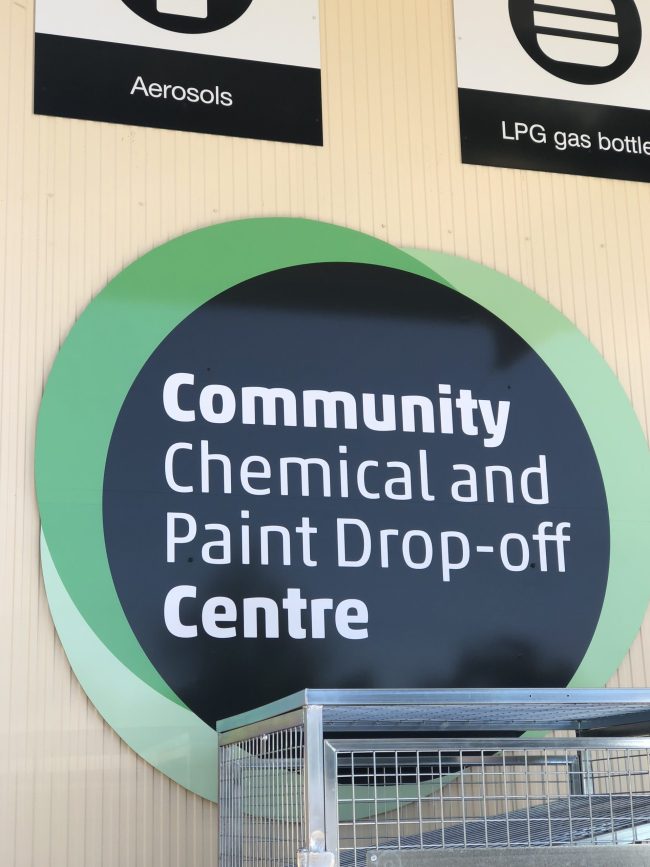 Aerosols
LPG gas bottle
Community
Chemical and
Paint Drop-off
Centre